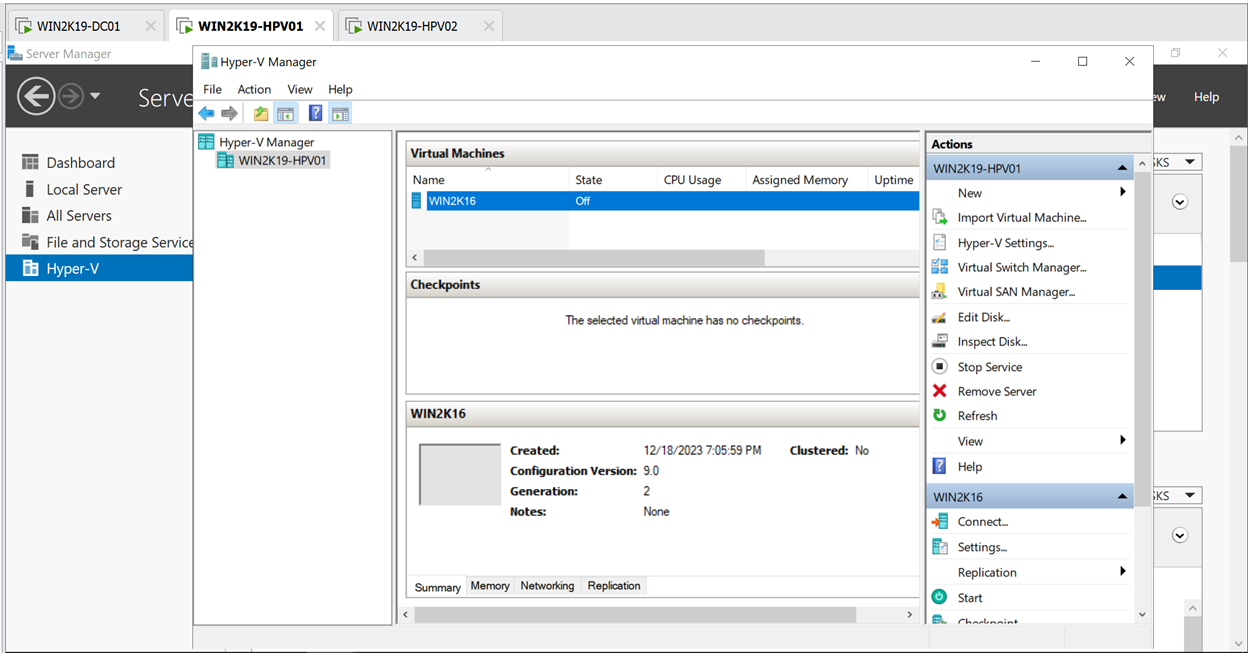 WIN2K19-DC01
WIN2K19-HPV01
WIN2K19-HPV02
Server Manager
Serve
ew
Help
Dashboard
Local Server
All Servers
File and Storage Service
Hyper-V
SKS
SKS
Hyper-V Manager
File Action View Help
Hyper-V Manager
WIN2K19-HPV01
Virtual Machines
Name State CPU Usage Assigned Memory Uptime
WIN2K16 Off
Checkpoints
The selected virtual machine has no checkpoints.
WIN2K16
Created: 12/18/2023 7:05:59 PM Clustered: No
Configuration Version: 9.0
Generation: 2
Notes: None
Summary Memory Networking Replication
Actions
WIN2K19-HPV01
New
Import Virtual Machine...
Hyper-V Settings...
Virtual Switch Manager...
Virtual SAN Manager...
Edit Disk...
Inspect Disk...
Stop Service
Remove Server
Refresh
View
Help
WIN2K16
Connect...
Settings...
Replication
Start
Checkpoint